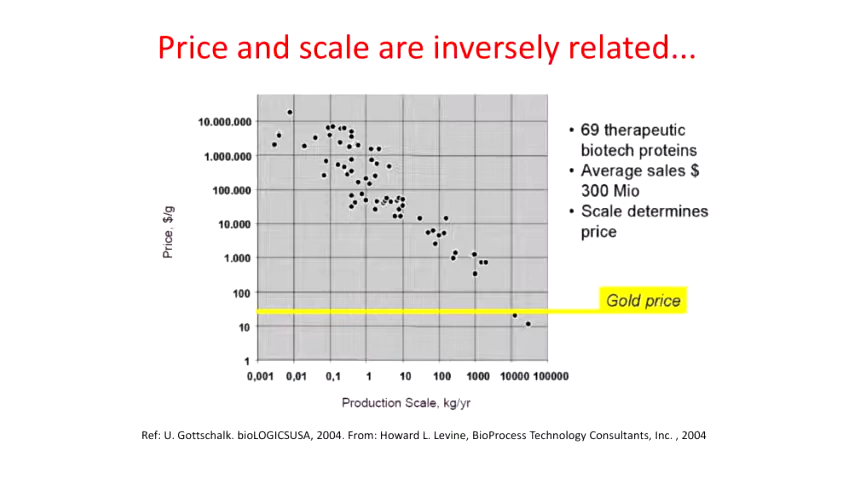 Price and scale are inversely related...
10.000.000
1.000.000
100.000
10.000
1.000
100
10
1
Price, $/g
0,001 0,01 0,1 1 10 100 1000 10000 100000
Production Scale, kg/yr
• 69 therapeutic
biotech proteins
• Average sales $
300 Mio
• Scale determines
price
Gold price
Ref: U. Gottschalk. bioLOGICSUSA, 2004. From: Howard L. Levine, BioProcess Technology Consultants, Inc. , 2004